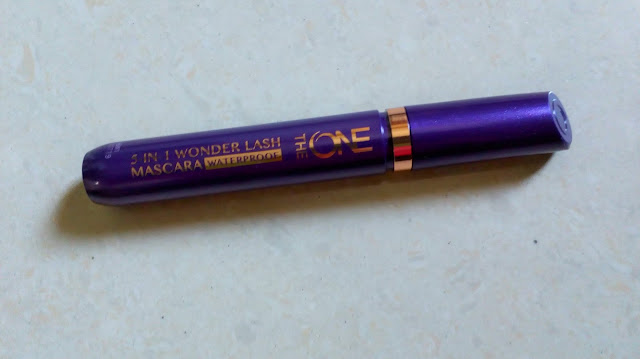 5 IN 1 WONDER LASH
MASCARA WATERPROOF
THE
ONE